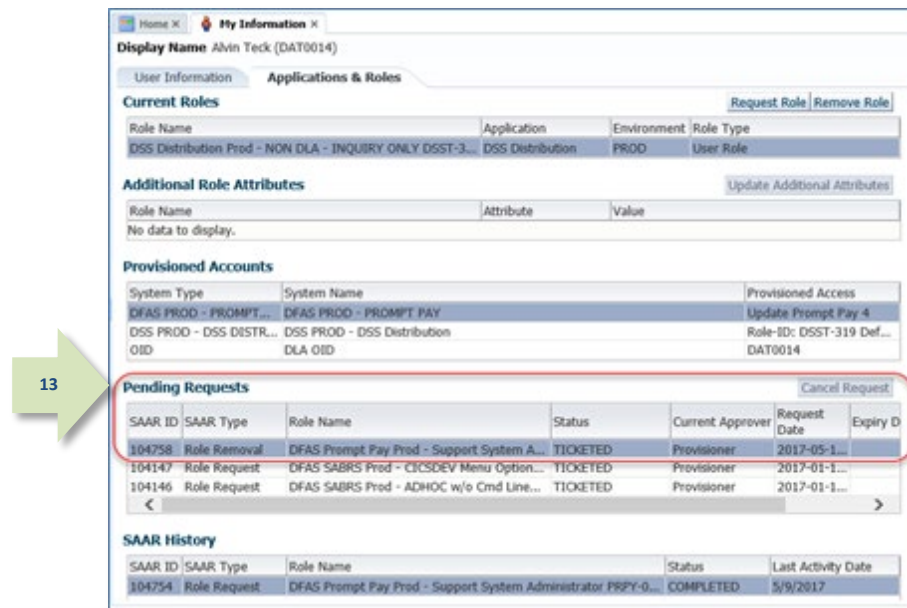 Home × My Information ×
Display Name Alvin Teck (DAT0014)
User Information Applications & Roles
Current Roles Request Role Remove Role
Role Name Application Environment Role Type
DSS Distribution Prod - NON DLA - INQUIRY ONLY DSST-3... DSS Distribution PROD User Role
Additional Role Attributes Update Additional Attributes
Role Name Attribute Value
No data to display.
Provisioned Accounts
System Type System Name Provisioned Access
DFAS PROD - PROMPT... DFAS PROD - PROMPT PAY Update Prompt Pay 4
DSS PROD - DSS DISTR... DSS PROD - DSS Distribution Role-ID: DSST-319 Def...
OID DLA OID DAT0014
13
Pending Requests Cancel Request
SAAR ID SAAR Type Role Name Status Current Approver Request Date Expiry D
104758 Role Removal DFAS Prompt Pay Prod - Support System A... TICKETED Provisioner 2017-05-1...
104147 Role Request DFAS SABRS Prod - CICSDEV Menu Option... TICKETED Provisioner 2017-01-1...
104146 Role Request DFAS SABRS Prod - ADHOC w/o Cmd Line... TICKETED Provisioner 2017-01-1...
SAAR History
SAAR ID SAAR Type Role Name Status Last Activity Date
104754 Role Request DFAS Prompt Pay Prod - Support System Administrator PRPY-0... COMPLETED 5/9/2017